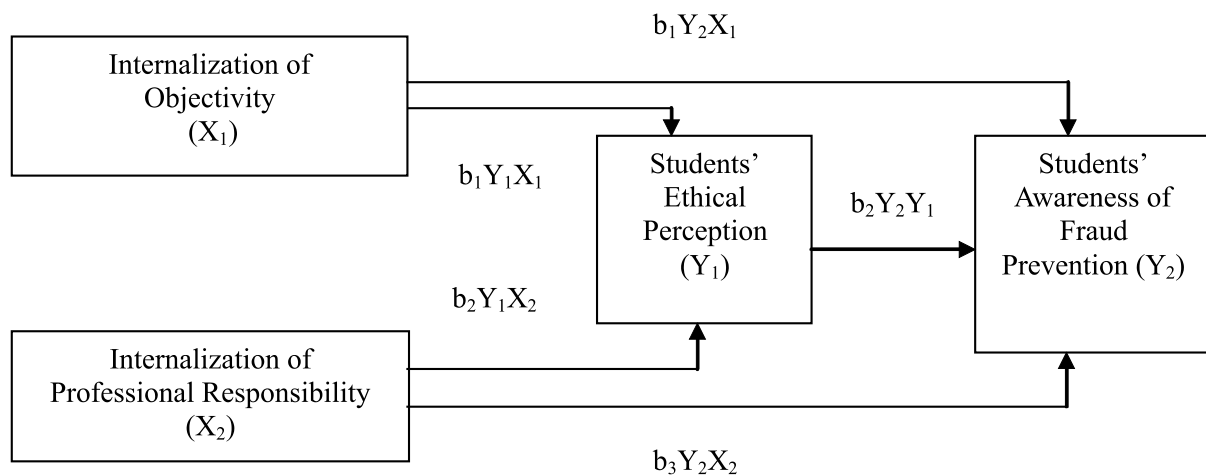 b₁Y₂X₁
Internalization of
Objectivity
(X₁)
b₁Y₁X₁
Students’
Ethical
Perception
(Y₁)
b₂Y₂Y₁
Students’
Awareness of
Fraud
Prevention (Y₂)
b₂Y₁X₂
Internalization of
Professional Responsibility
(X₂)
b₃Y₂X₂